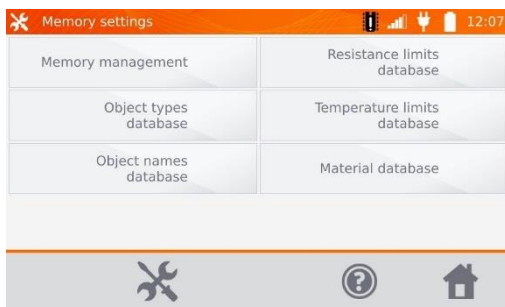 Memory settings
12:07
Memory management
Resistance limits
database
Object types
database
Temperature limits
database
Object names
database
Material database
?